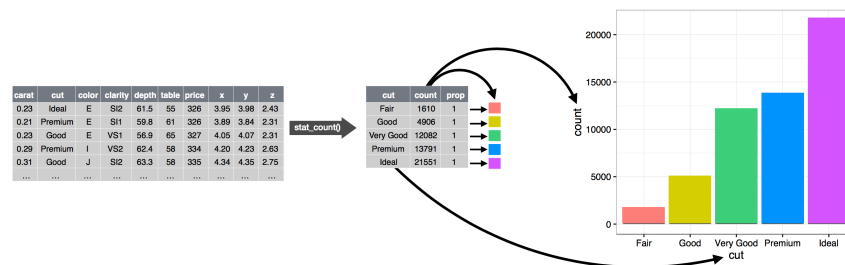 carat cut color clarity depth table price x y z
0.23 Ideal E SI2 61.5 55 326 3.95 3.98 2.43
0.21 Premium E SI1 59.8 61 326 3.89 3.84 2.31
0.23 Good E VS1 56.9 65 327 4.05 4.07 2.31
0.29 Premium I VS2 62.4 58 334 4.20 4.23 2.63
0.31 Good J SI2 63.3 58 335 4.34 4.35 2.75
... ... ... ... ... ... ... ... ... ...
stat_count()
cut count prop
Fair 1610 1
Good 4906 1
Very Good 12082 1
Premium 13791 1
Ideal 21551 1
count
20000
15000
10000
5000
0
Fair Good Very Good Premium Ideal
cut